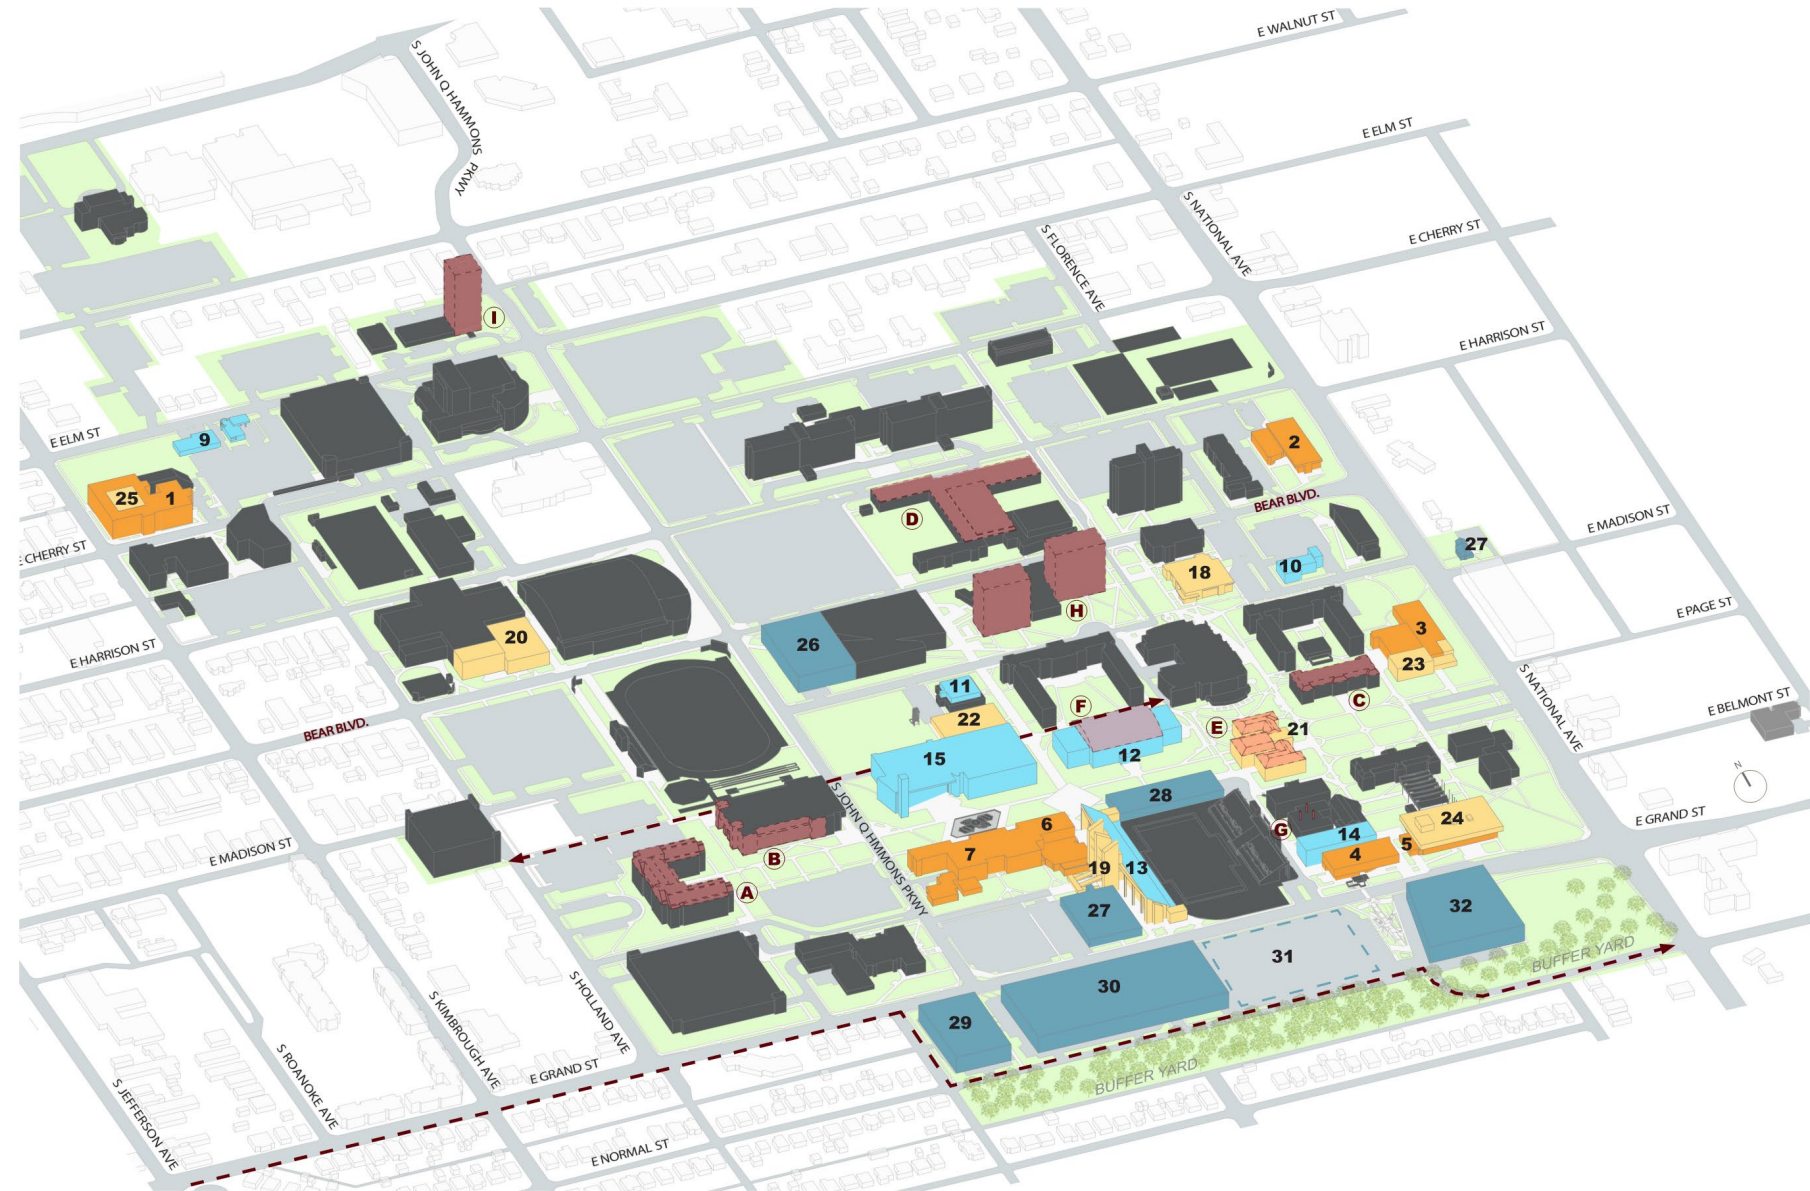 E WALNUT ST
S JOHN Q HAMMONS PKWY
E ELM ST
S NATIONAL AVE
E CHERRY ST
S FLORENCE AVE
I
E HARRISON ST
E ELM ST
9
2
25
1
BEAR BLVD.
D
E MADISON ST
E CHERRY ST
27
10
18
H
E PAGE ST
3
20
26
E HARRISON ST
23
11
C
S NATIONAL AVE
E BELMONT ST
F
22
E
21
BEAR BLVD.
15
12
N
28
S JOHN Q HMMONS PKWY
6
G
14
24
E GRAND ST
5
4
7
E MADISON ST
B
19
13
A
27
32
BUFFER YARD
31
30
S HOLLAND AVE
S KIMBROUGH AVE
29
E GRAND ST
BUFFER YARD
S ROANOKE AVE
S JEFFERSON AVE
E NORMAL ST